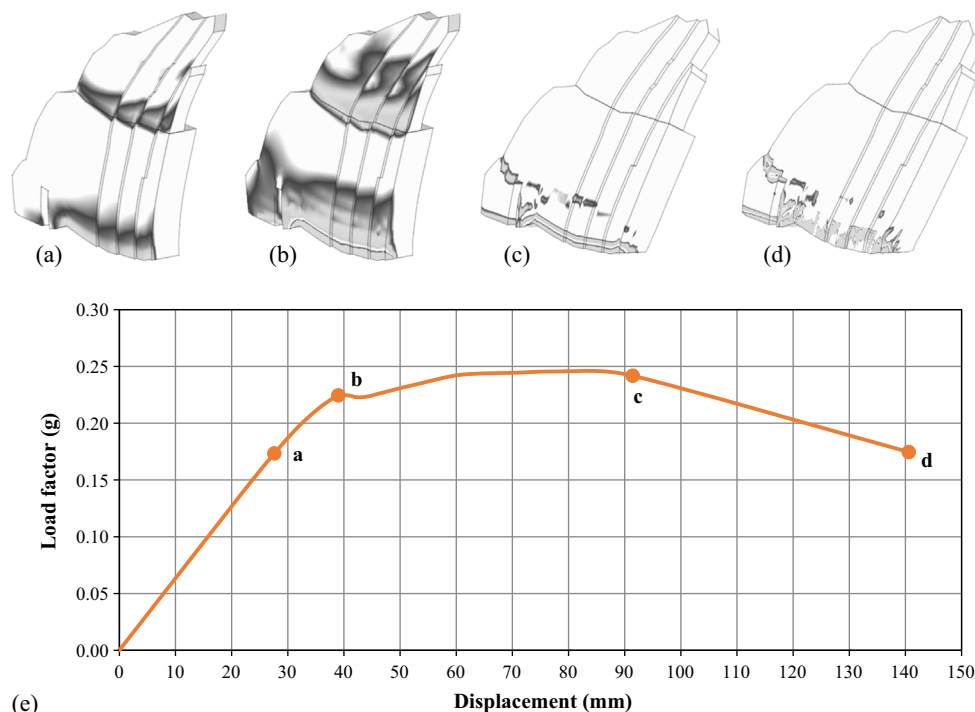 (a) (b) (c) (d)
0.30
0.25
0.20
0.15
0.10
0.05
0.00
Load factor (g)
a
b
c
d
0 10 20 30 40 50 60 70 80 90 100 110 120 130 140 150
Displacement (mm)
(e)